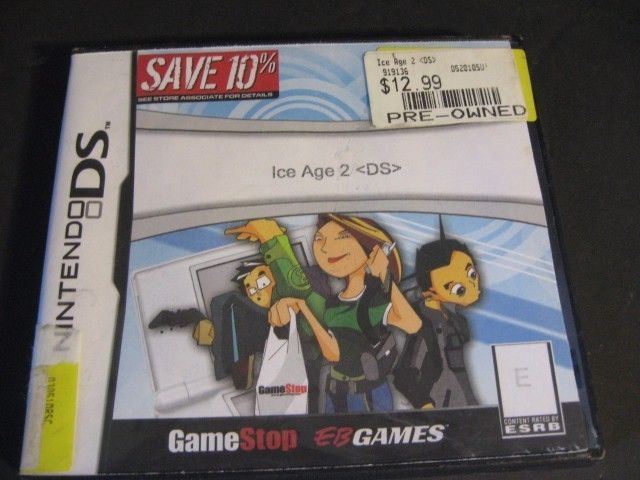 SAVE 10%
SEE STORE ASSOCIATE FOR DETAILS
Ice Age 2 <DS>
919136
$12.99
PRE-OWNED
NINTENDO DS™
Ice Age 2 <DS>
GameStop
E
CONTENT RATED BY
ESRB
GameStop EB GAMES